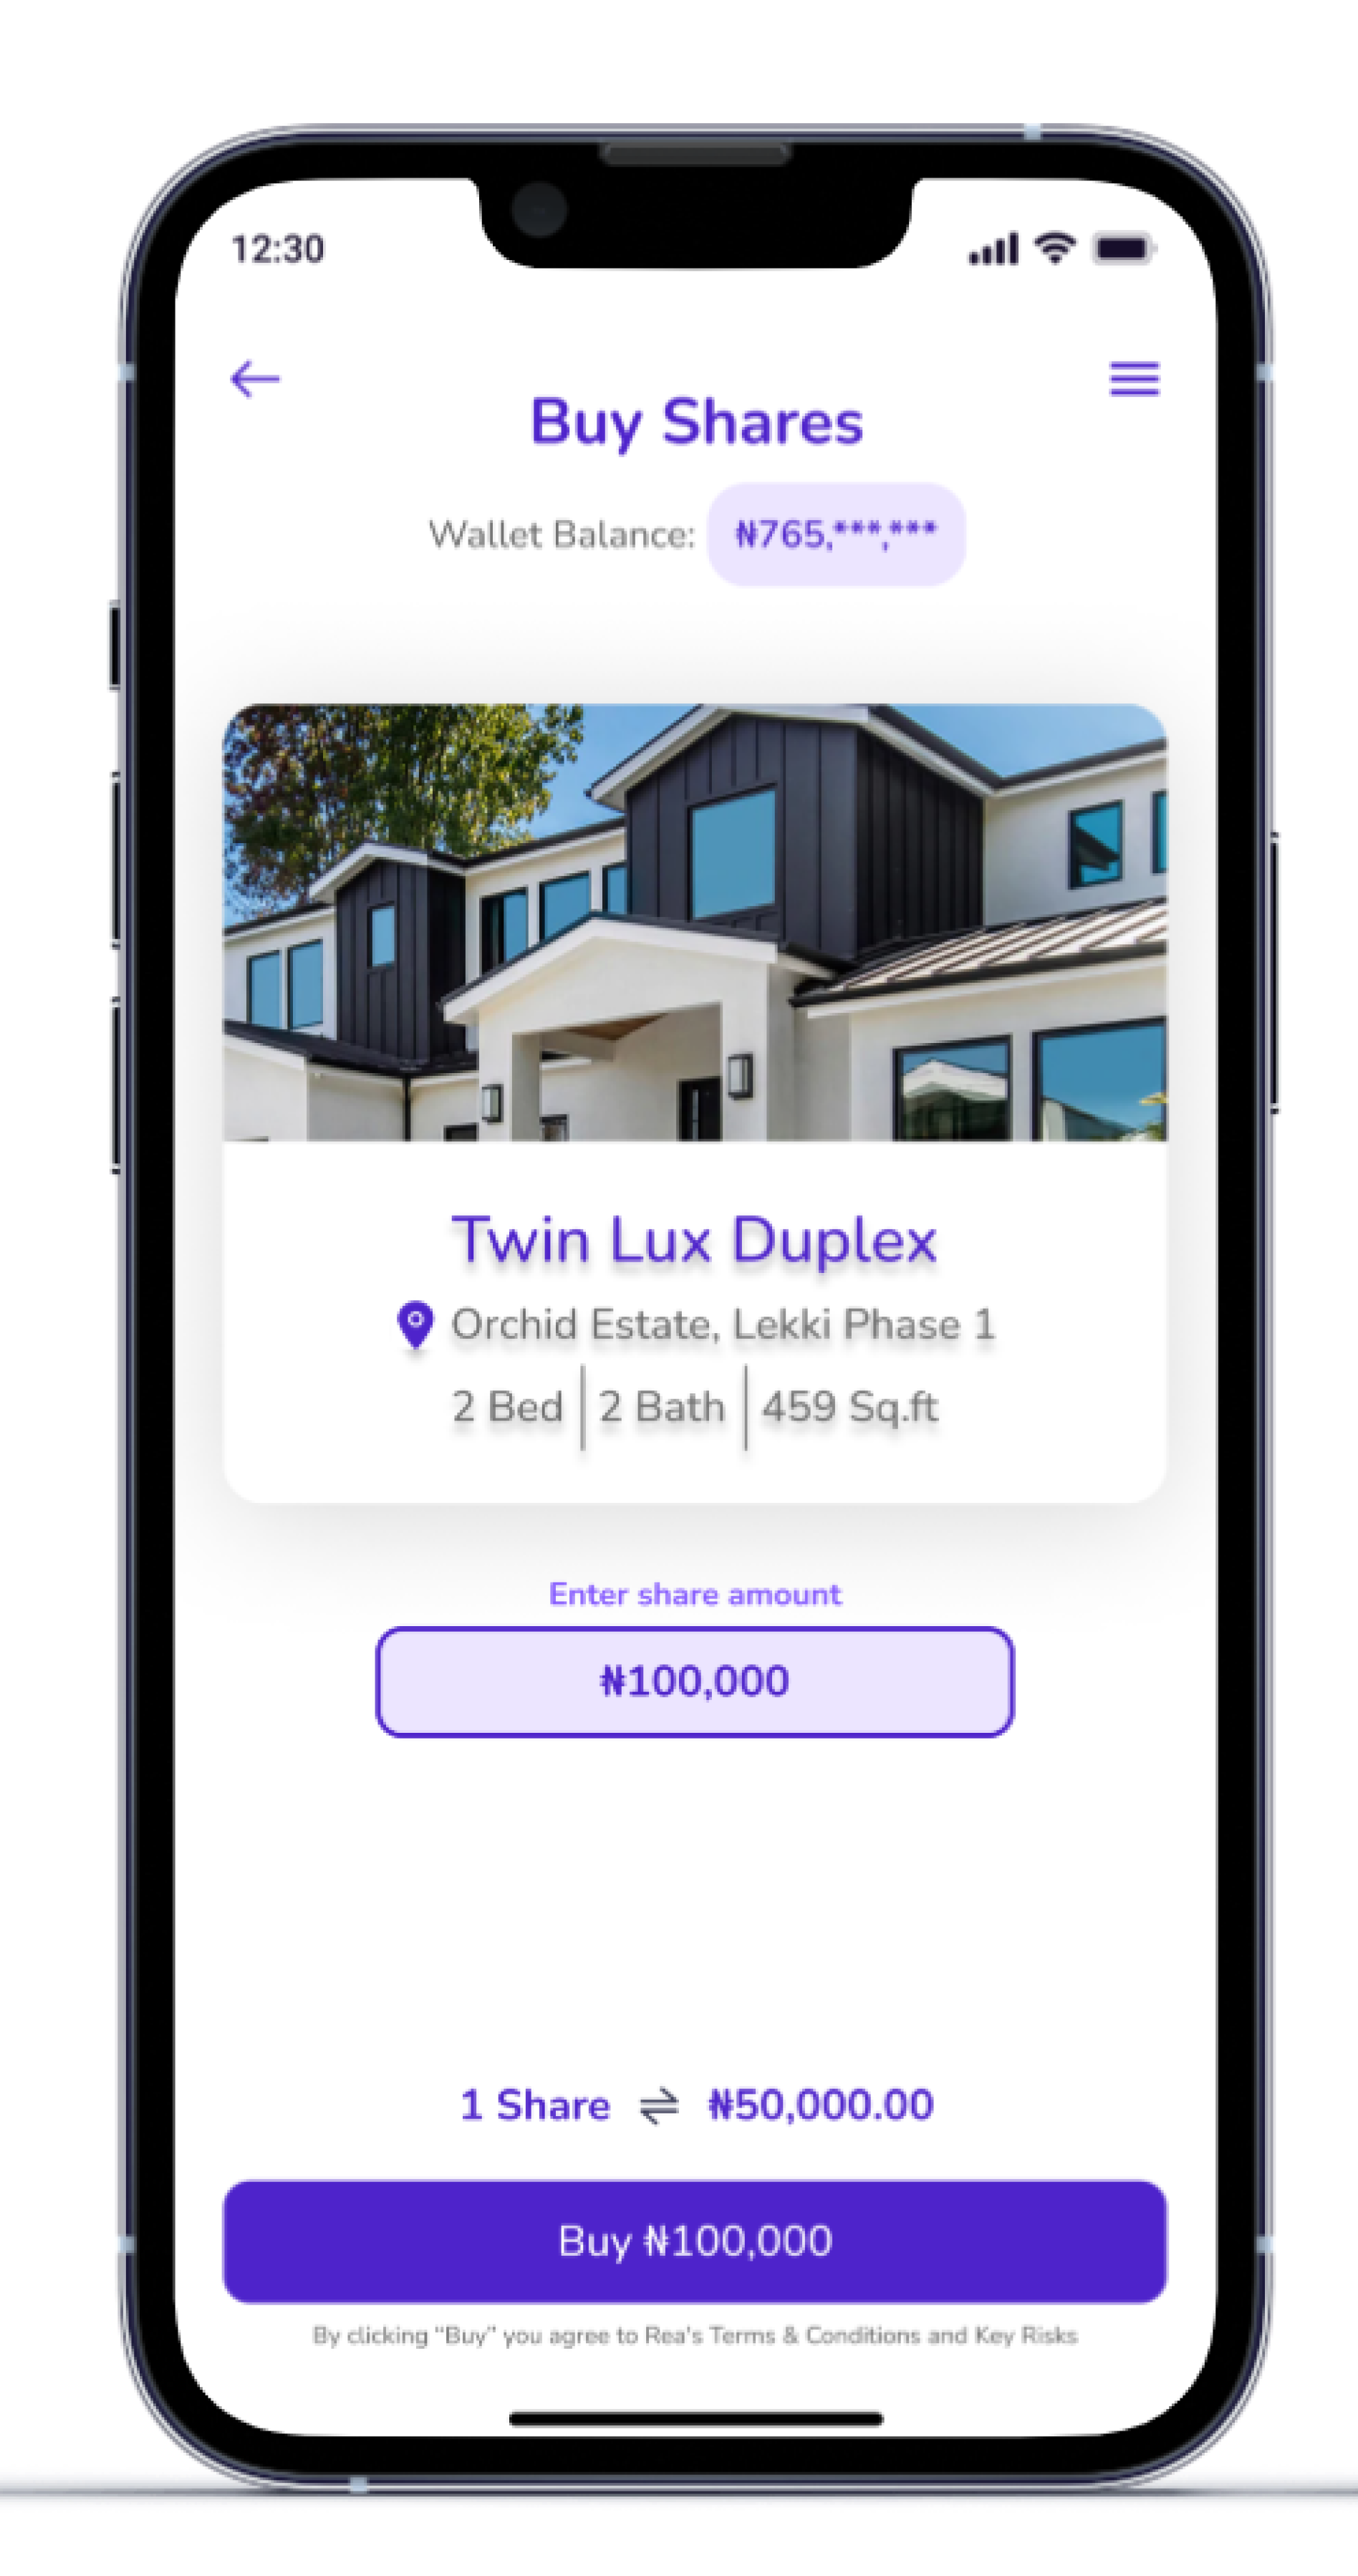 12:30
Buy Shares
Wallet Balance: ₦765,***,***
Twin Lux Duplex
Orchid Estate, Lekki Phase 1
2 Bed | 2 Bath | 459 Sq.ft
Enter share amount
₦100,000
1 Share ⇌ ₦50,000.00
Buy ₦100,000
By clicking “Buy” you agree to Rea's Terms & Conditions and Key Risks